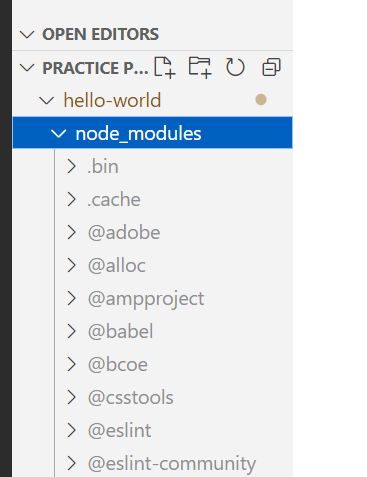 OPEN EDITORS
PRACTICE P...
hello-world
node_modules
.bin
.cache
@adobe
@alloc
@ampproject
@babel
@bcoe
@csstools
@eslint
@eslint-community